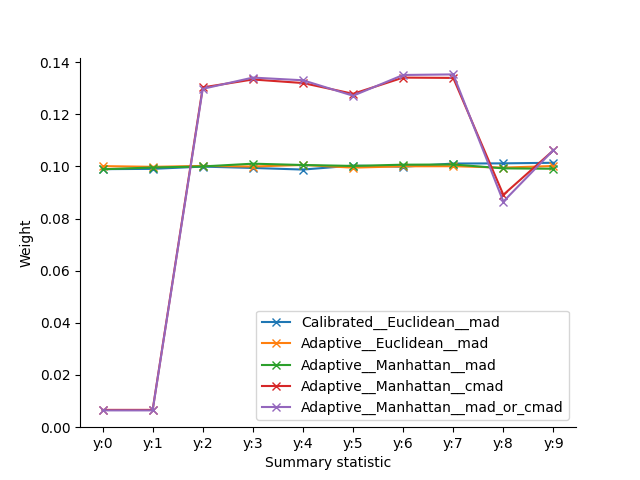 0.14
0.12
0.10
0.08
0.06
0.04
0.02
0.00
Weight
Calibrated__Euclidean__mad
Adaptive__Euclidean__mad
Adaptive__Manhattan__mad
Adaptive__Manhattan__cmad
Adaptive__Manhattan__mad_or_cmad
y:0 y:1 y:2 y:3 y:4 y:5 y:6 y:7 y:8 y:9
Summary statistic